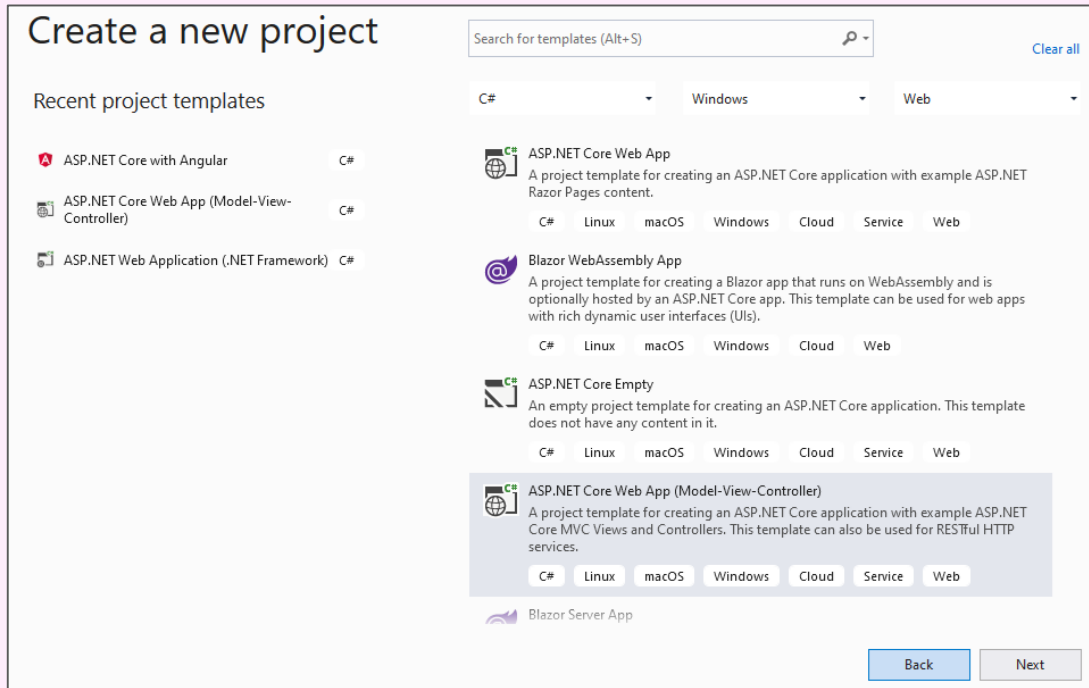 Create a new project
Search for templates (Alt+S)
Clear all
Recent project templates
C#
Windows
Web
ASP.NET Core with Angular C#
ASP.NET Core Web App (Model-View-
Controller) C#
ASP.NET Web Application (.NET Framework) C#
C#
ASP.NET Core Web App
A project template for creating an ASP.NET Core application with example ASP.NET
Razor Pages content.
C# Linux macOS Windows Cloud Service Web
Blazor WebAssembly App
A project template for creating a Blazor app that runs on WebAssembly and is
optionally hosted by an ASP.NET Core app. This template can be used for web apps
with rich dynamic user interfaces (UIs).
C# Linux macOS Windows Cloud Web
C#
ASP.NET Core Empty
An empty project template for creating an ASP.NET Core application. This template
does not have any content in it.
C# Linux macOS Windows Cloud Service Web
C#
ASP.NET Core Web App (Model-View-Controller)
A project template for creating an ASP.NET Core application with example ASP.NET
Core MVC Views and Controllers. This template can also be used for RESTful HTTP
services.
C# Linux macOS Windows Cloud Service Web
Blazor Server App
Back
Next